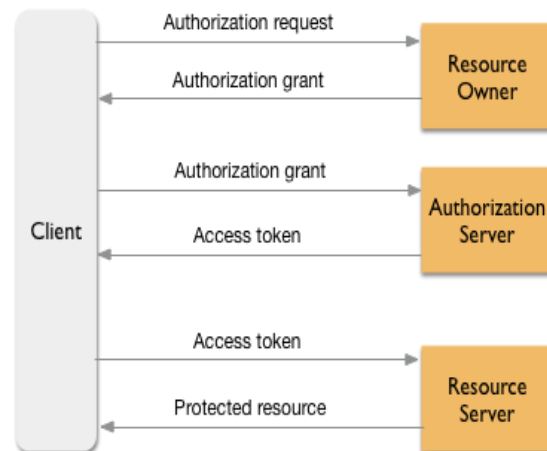 Authorization request
Resource
Owner
Authorization grant
Authorization grant
Authorization
Server
Client
Access token
Access token
Resource
Server
Protected resource